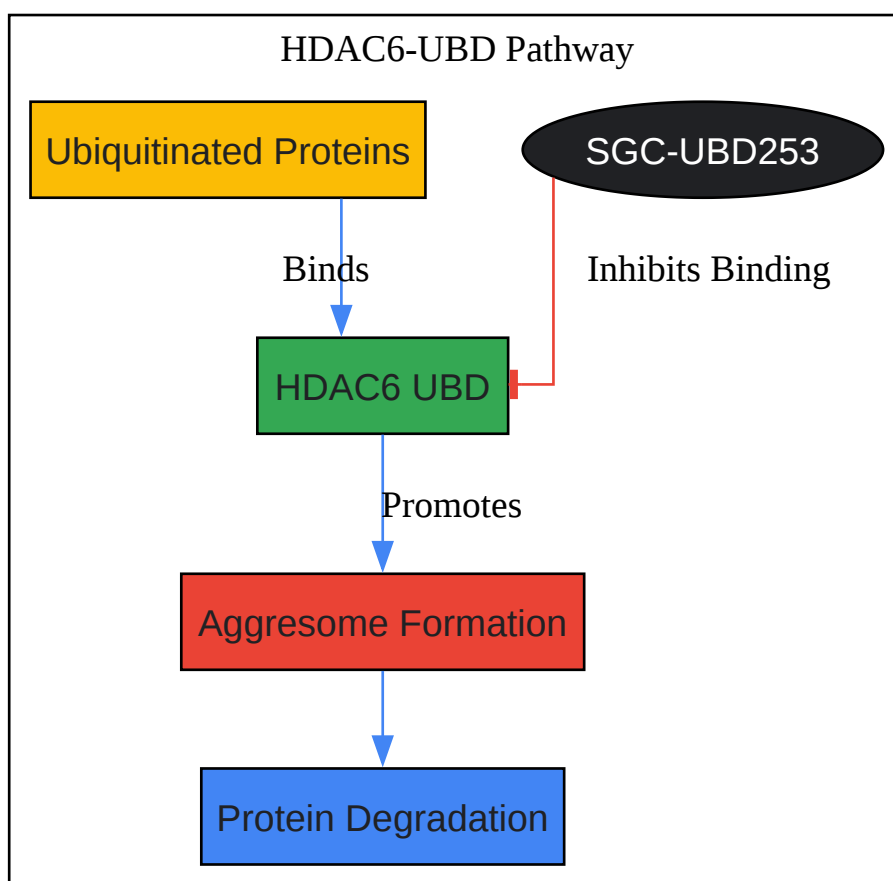 HDAC6-UBD Pathway
Ubiquitinated Proteins
SGC-UBD253
Binds
Inhibits Binding
HDAC6 UBD
Promotes
Aggresome Formation
Protein Degradation